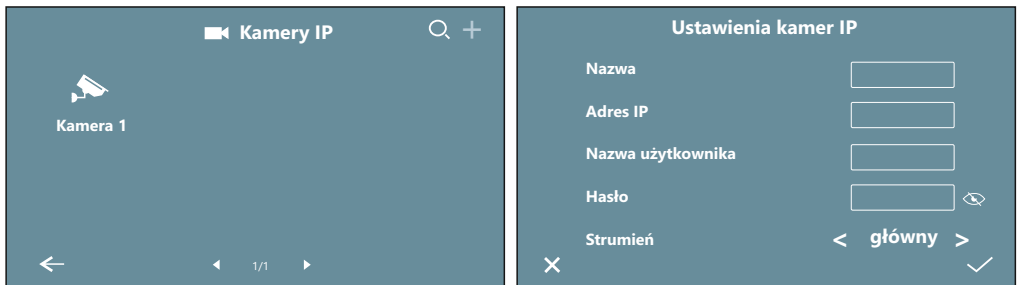 Kamery IP
Kamera 1
1/1
Ustawienia kamer IP
Nazwa
Adres IP
Nazwa użytkownika
Hasło
Strumień < główny >